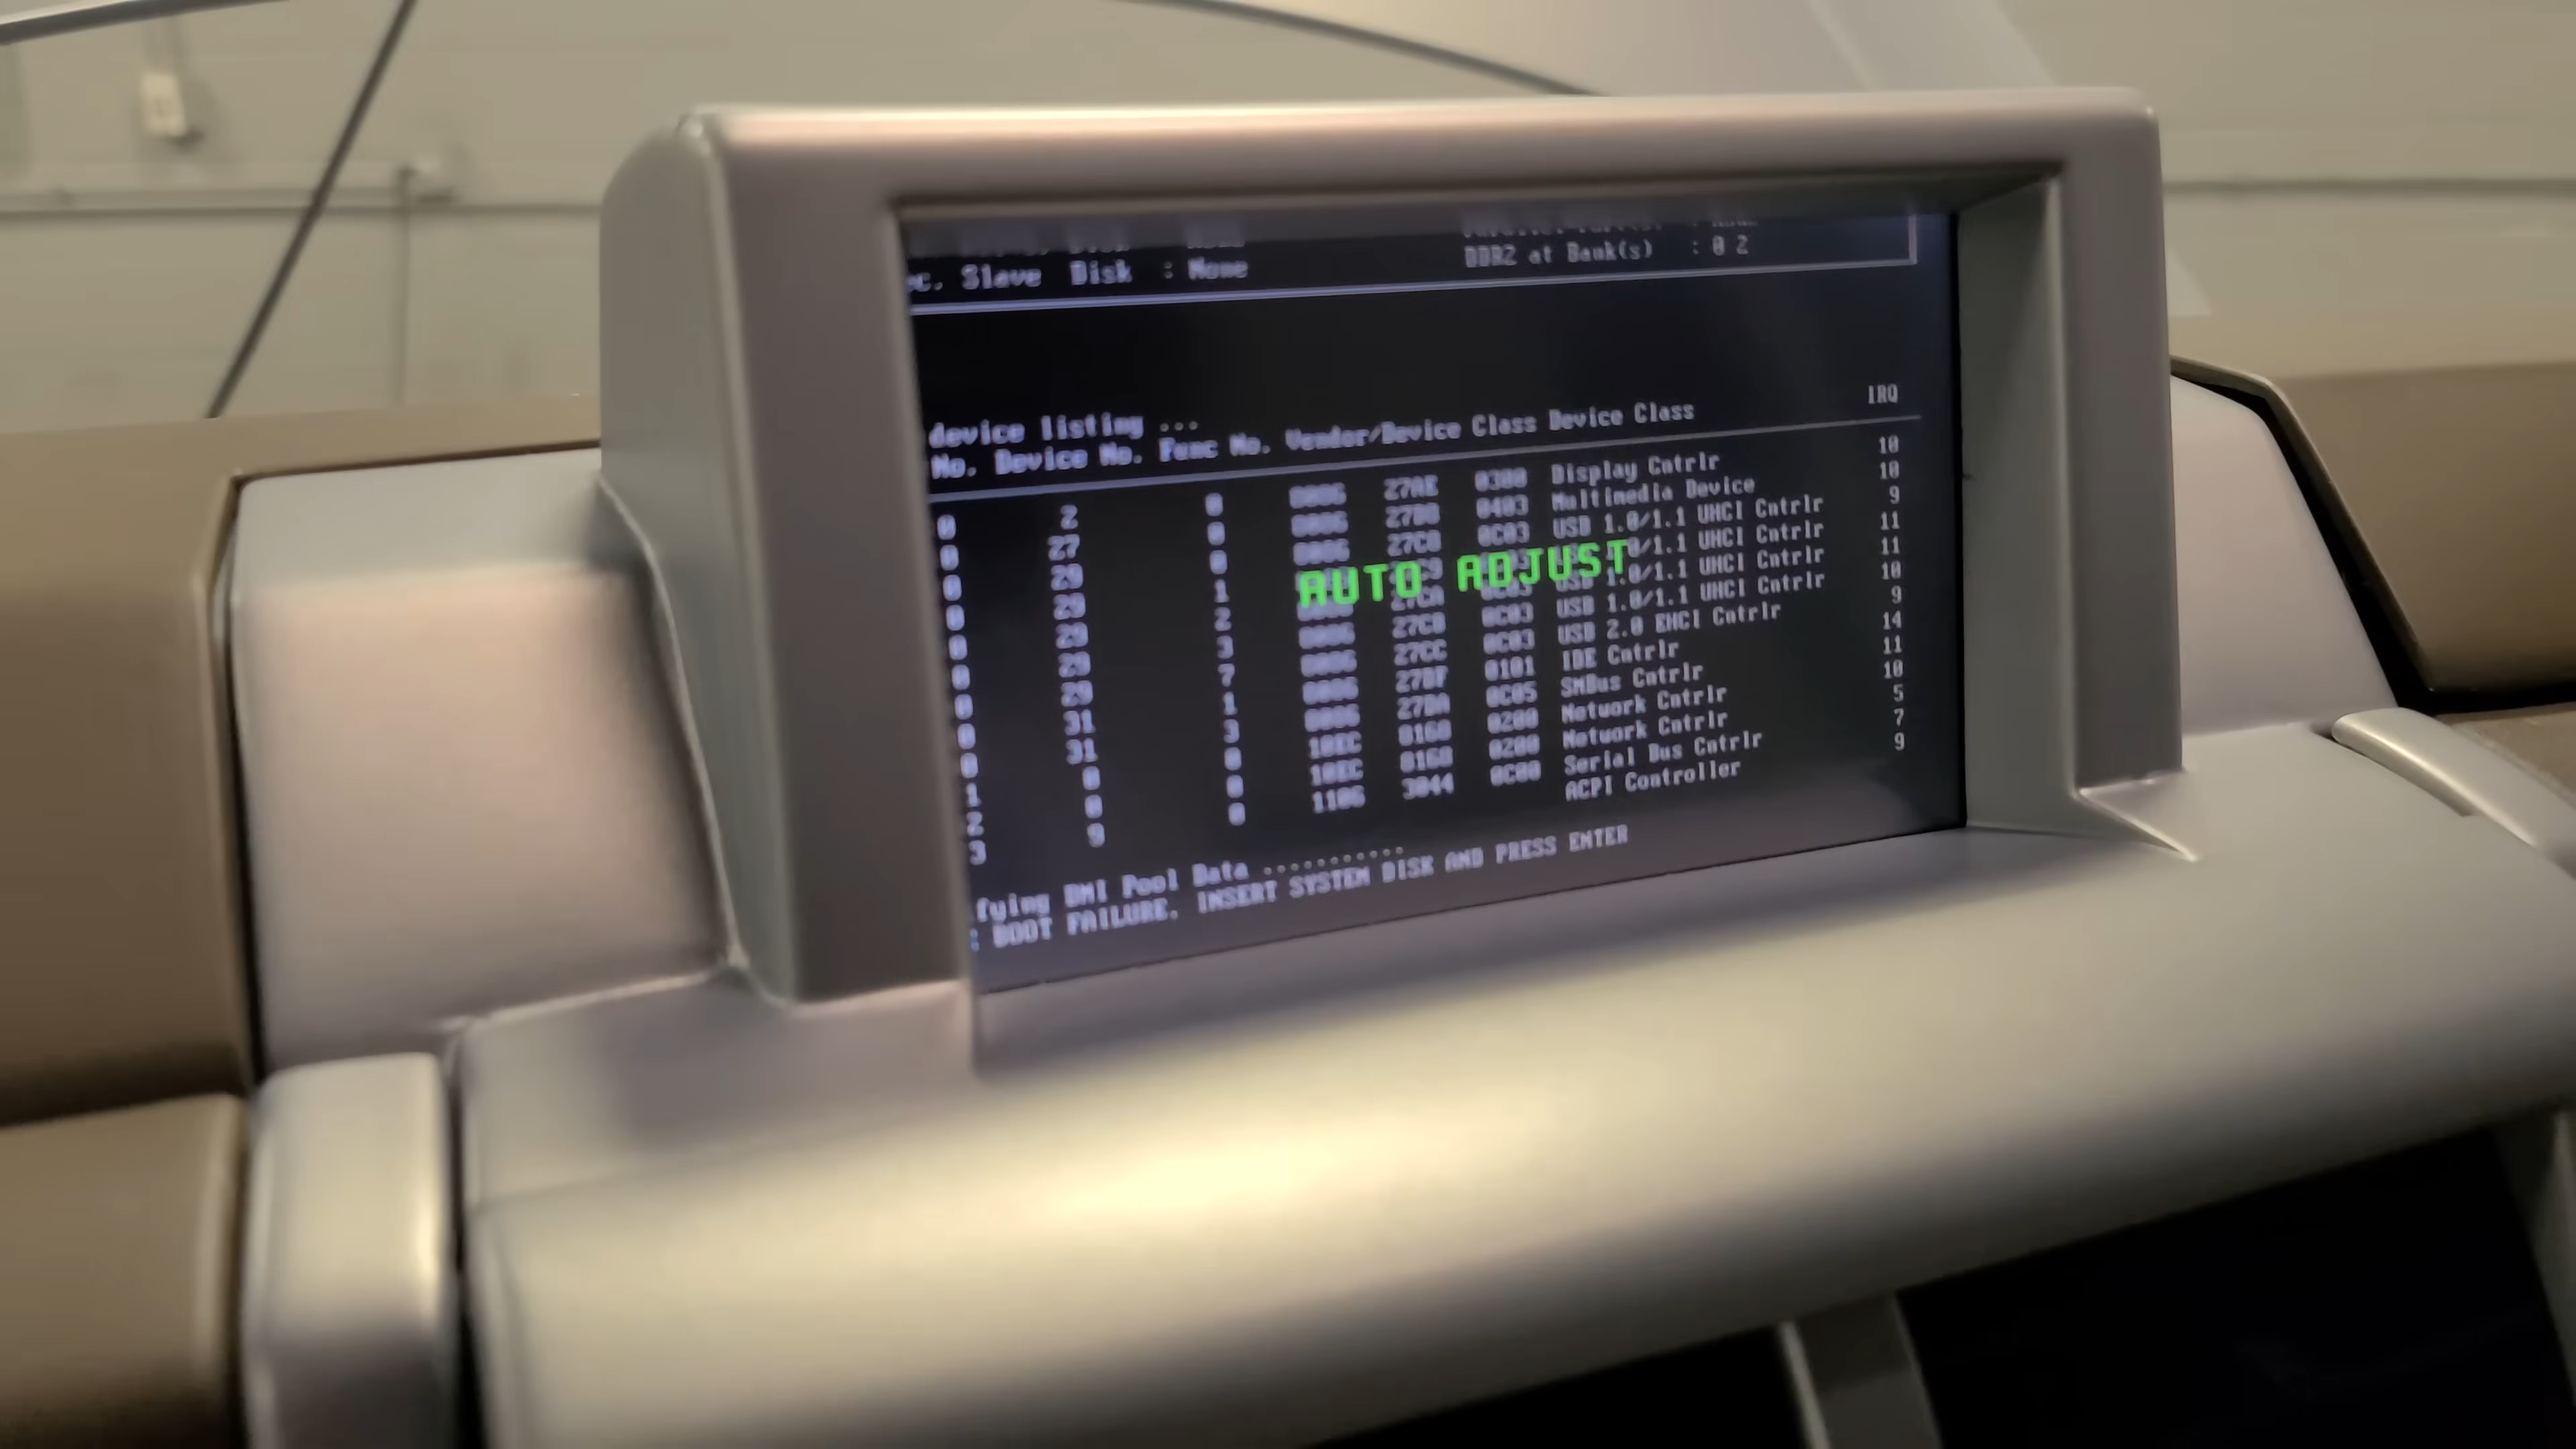 Slave Disk : None
DDR2 at Bank(s) : 0 2
device listing ...
No. Device No. Func No. Vendor/Device Class Device Class IRQ
0 2 0 8086 27AE 0300 Display Cntrlr 10
0 27 0 8086 27D8 0403 Multimedia Device 10
0 29 0 8086 27C8 0C03 USB 1.0/1.1 UHCI Cntrlr 9
0 29 1 0/1.1 UHCI Cntrlr 11
0 29 2 27CA 0C03 USB 1.0/1.1 UHCI Cntrlr 11
0 29 3 8086 27CB 0C03 USB 1.0/1.1 UHCI Cntrlr 10
0 29 7 8086 27CC 0C03 USB 2.0 EHCI Cntrlr 9
0 31 1 8086 27DF 0101 IDE Cntrlr 14
0 31 3 8086 27DA 0C05 SMBus Cntrlr 11
1 0 0 10EC 8168 0200 Network Cntrlr 10
2 0 0 10EC 8168 0200 Network Cntrlr 5
3 9 0 1106 3044 0C00 Serial Bus Cntrlr 7
ACPI Controller 9
AUTO ADJUST
fying DMI Pool Data ...........
: BOOT FAILURE. INSERT SYSTEM DISK AND PRESS ENTER